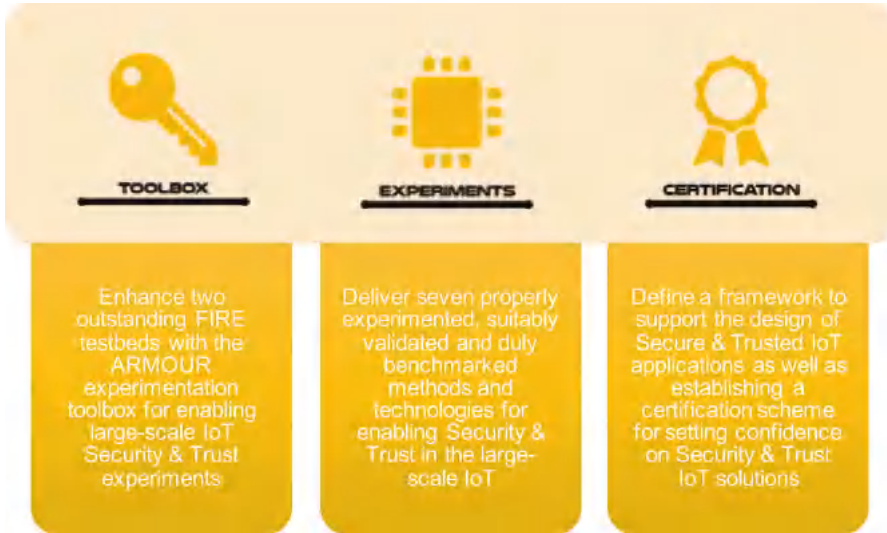 TOOLBOX
Enhance two
outstanding FIRE
testbeds with the
ARMOUR
experimentation
toolbox for enabling
large-scale IoT
Security & Trust
experiments
EXPERIMENTS
Deliver seven properly
experimented, suitably
validated and duly
benchmarked
methods and
technologies for
enabling Security &
Trust in the large-
scale IoT
CERTIFICATION
Define a framework to
support the design of
Secure & Trusted IoT
applications as well as
establishing a
certification scheme
for setting confidence
on Security & Trust
IoT solutions